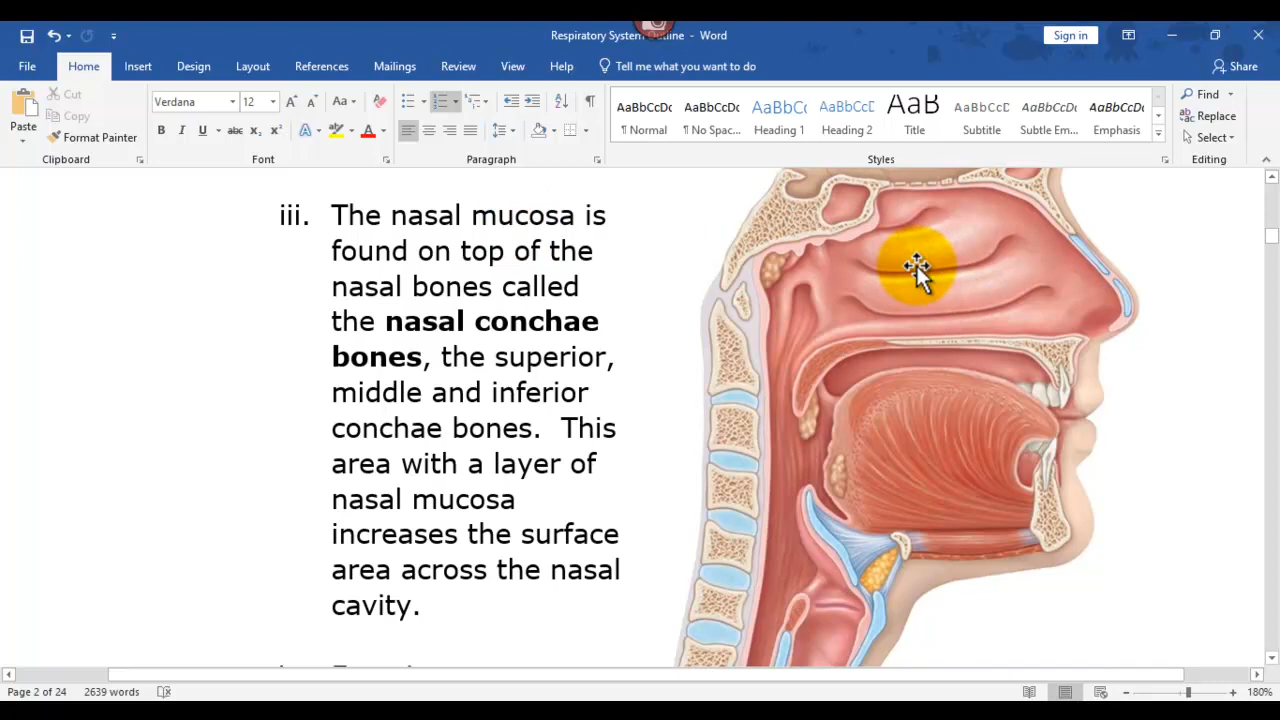 Respiratory System Outline - Word
Sign in
File Home Insert Design Layout References Mailings Review View Help Tell me what you want to do Share
Paste
Cut
Copy
Format Painter
Clipboard
Verdana 12
Font
Paragraph
AaBbCcDc AaBbCcDc AaBbCc AaBbCcD AaB AaBbCcD AaBbCcDc AaBbCcDc
¶ Normal ¶ No Spac... Heading 1 Heading 2 Title Subtitle Subtle Em... Emphasis
Styles
Find
Replace
Select
Editing
iii. The nasal mucosa is
found on top of the
nasal bones called
the nasal conchae
bones, the superior,
middle and inferior
conchae bones. This
area with a layer of
nasal mucosa
increases the surface
area across the nasal
cavity.
Page 2 of 24 2639 words
180%